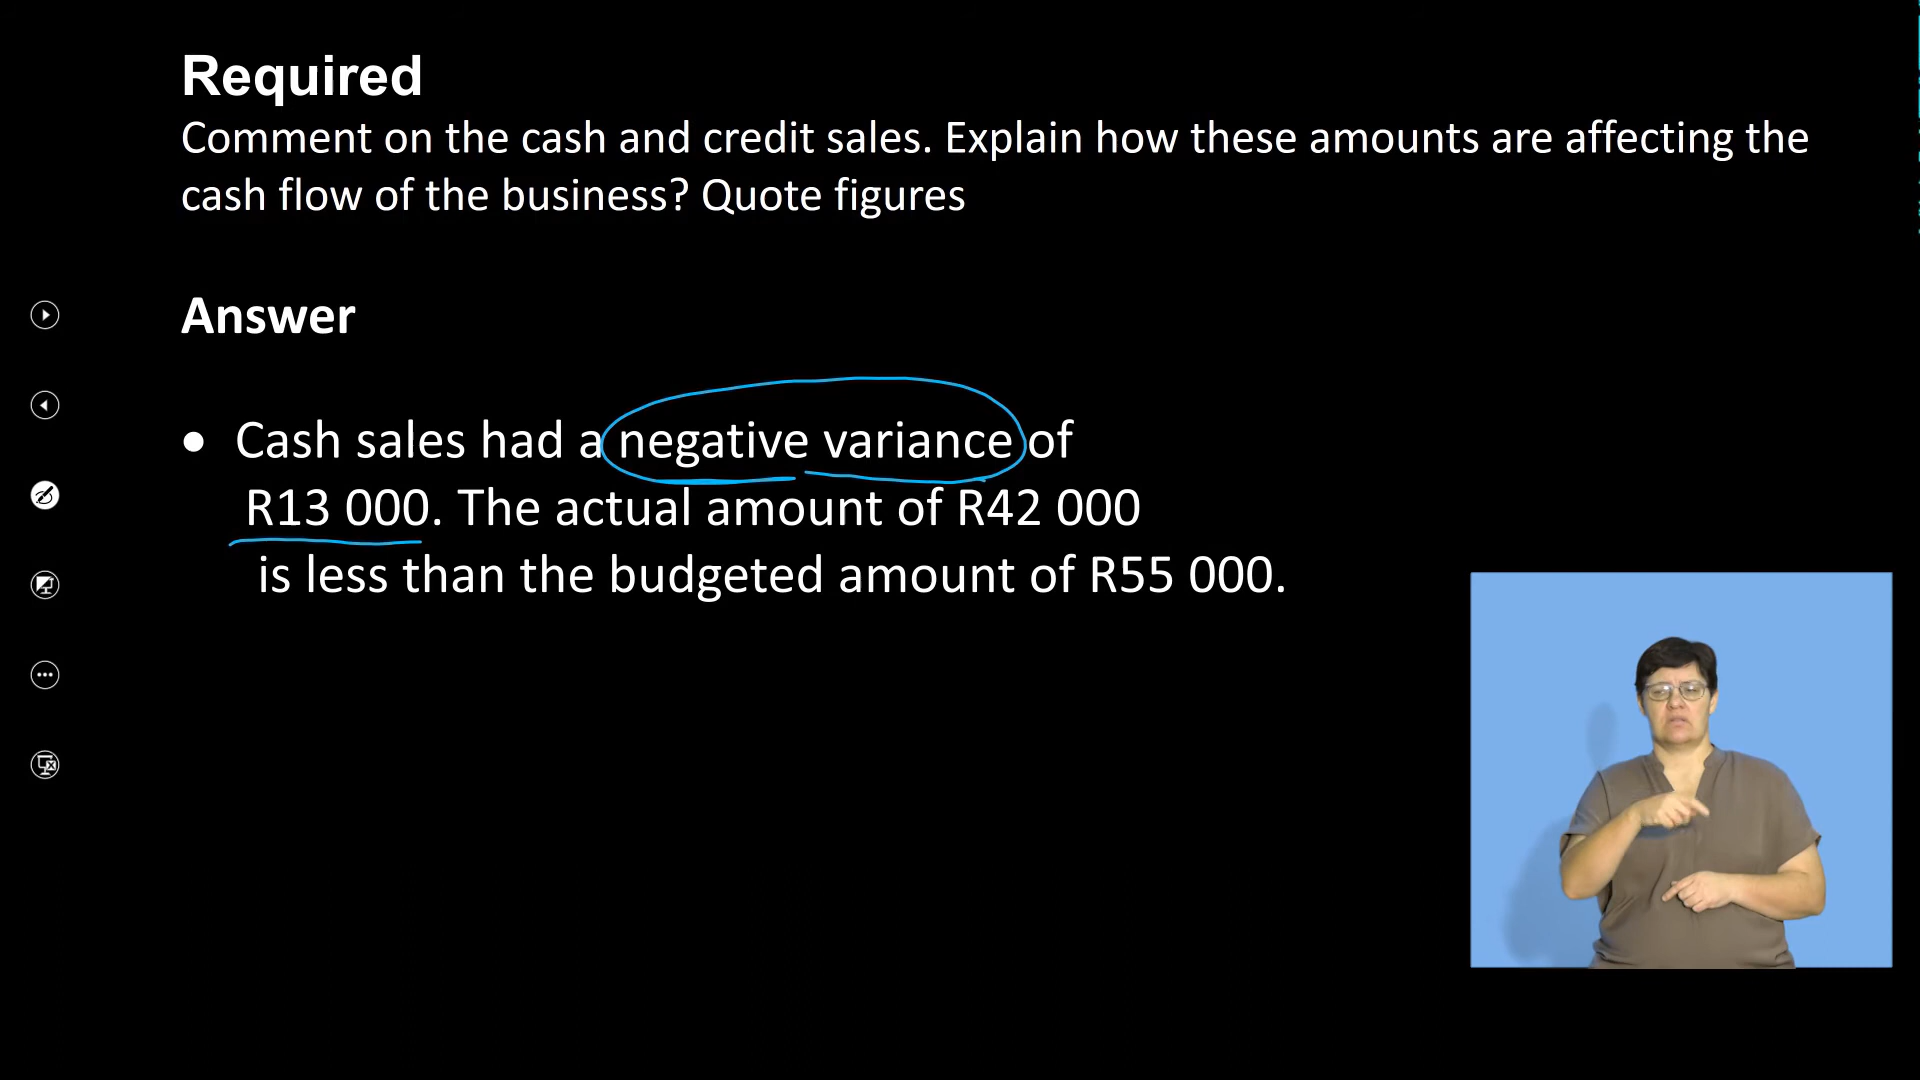 Required
Comment on the cash and credit sales. Explain how these amounts are affecting the
cash flow of the business? Quote figures
Answer
● Cash sales had a negative variance of
R13 000. The actual amount of R42 000
is less than the budgeted amount of R55 000.